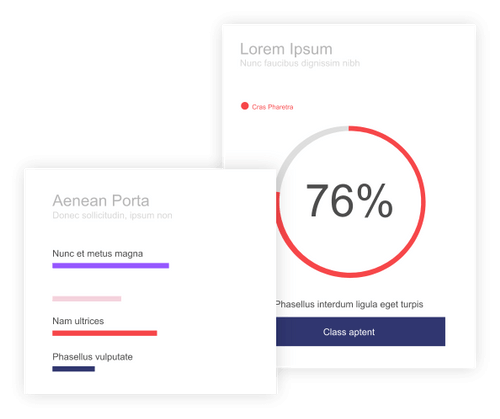 Lorem Ipsum
Nunc faucibus dignissim nibh
Cras Pharetra
76%
Phasellus interdum ligula eget turpis
Class aptent
Aenean Porta
Donec sollicitudin, ipsum non
Nunc et metus magna
Nam ultrices
Phasellus vulputate